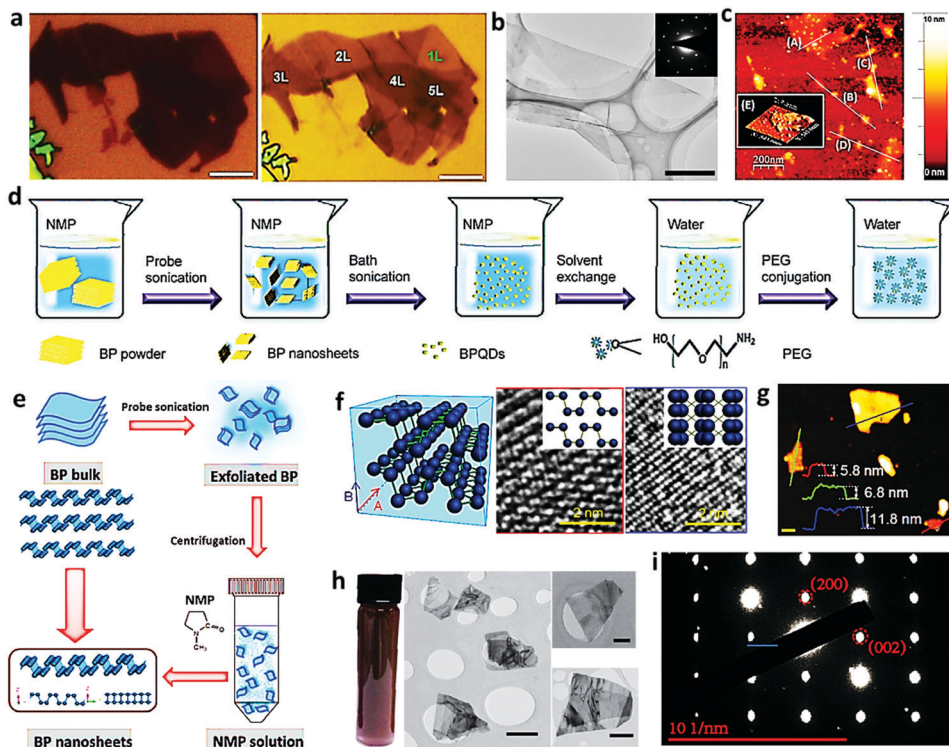 a
3L
2L
1L
4L
5L
b
c
(A)
(C)
(B)
(E)
(D)
200nm
10 nm
0 nm
d
NMP
NMP
NMP
Water
Water
Probe
sonication
Bath
sonication
Solvent
exchange
PEG
conjugation
BP powder
BP nanosheets
BPQDs
HO
O
n
NH2
PEG
e
Probe sonication
BP bulk
Exfoliated BP
Centrifugation
NMP
N
C=O
CH3
BP nanosheets
NMP solution
f
B
A
2 nm
2 nm
g
5.8 nm
6.8 nm
11.8 nm
h
i
(200)
(002)
10 1/nm